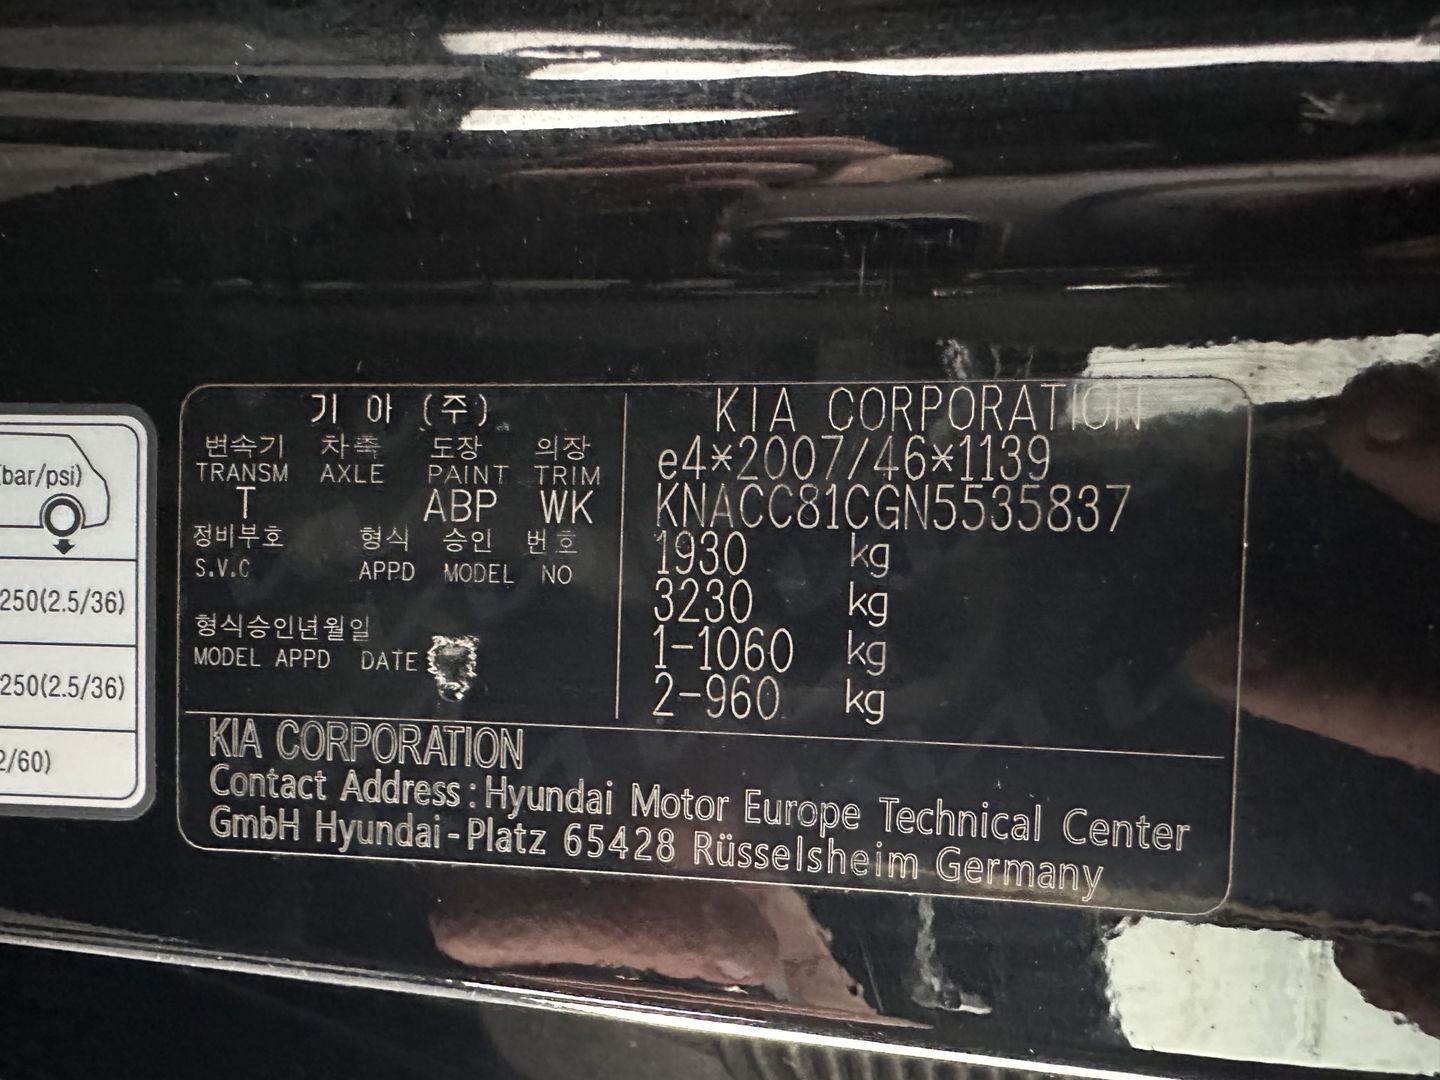 (bar/psi)
250(2.5/36)
250(2.5/36)
2/60)
기 아 (주)
변속기 차축 도장 의장
TRANSM AXLE PAINT TRIM
T ABP WK
정비부호 형식 승인 번호
S.V.C APPD MODEL NO
형식승인년월일
MODEL APPD DATE
KIA CORPORATION
e4*2007/46*1139
KNACC81CGN5535837
1930 kg
3230 kg
1-1060 kg
2-960 kg
KIA CORPORATION
Contact Address : Hyundai Motor Europe Technical Center
GmbH Hyundai-Platz 65428 Rüsselsheim Germany